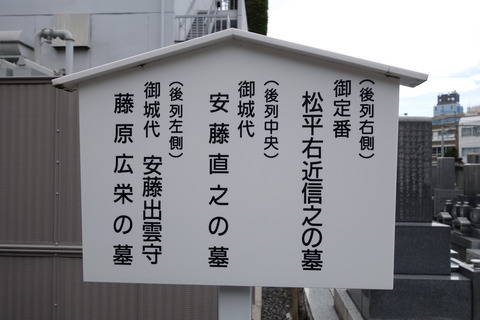 (後列右側)
御定番
松平右近信之の墓
(後列中央)
御城代
安藤直之の墓
(後列左側)
御城代 安藤出雲守
藤原広栄の墓